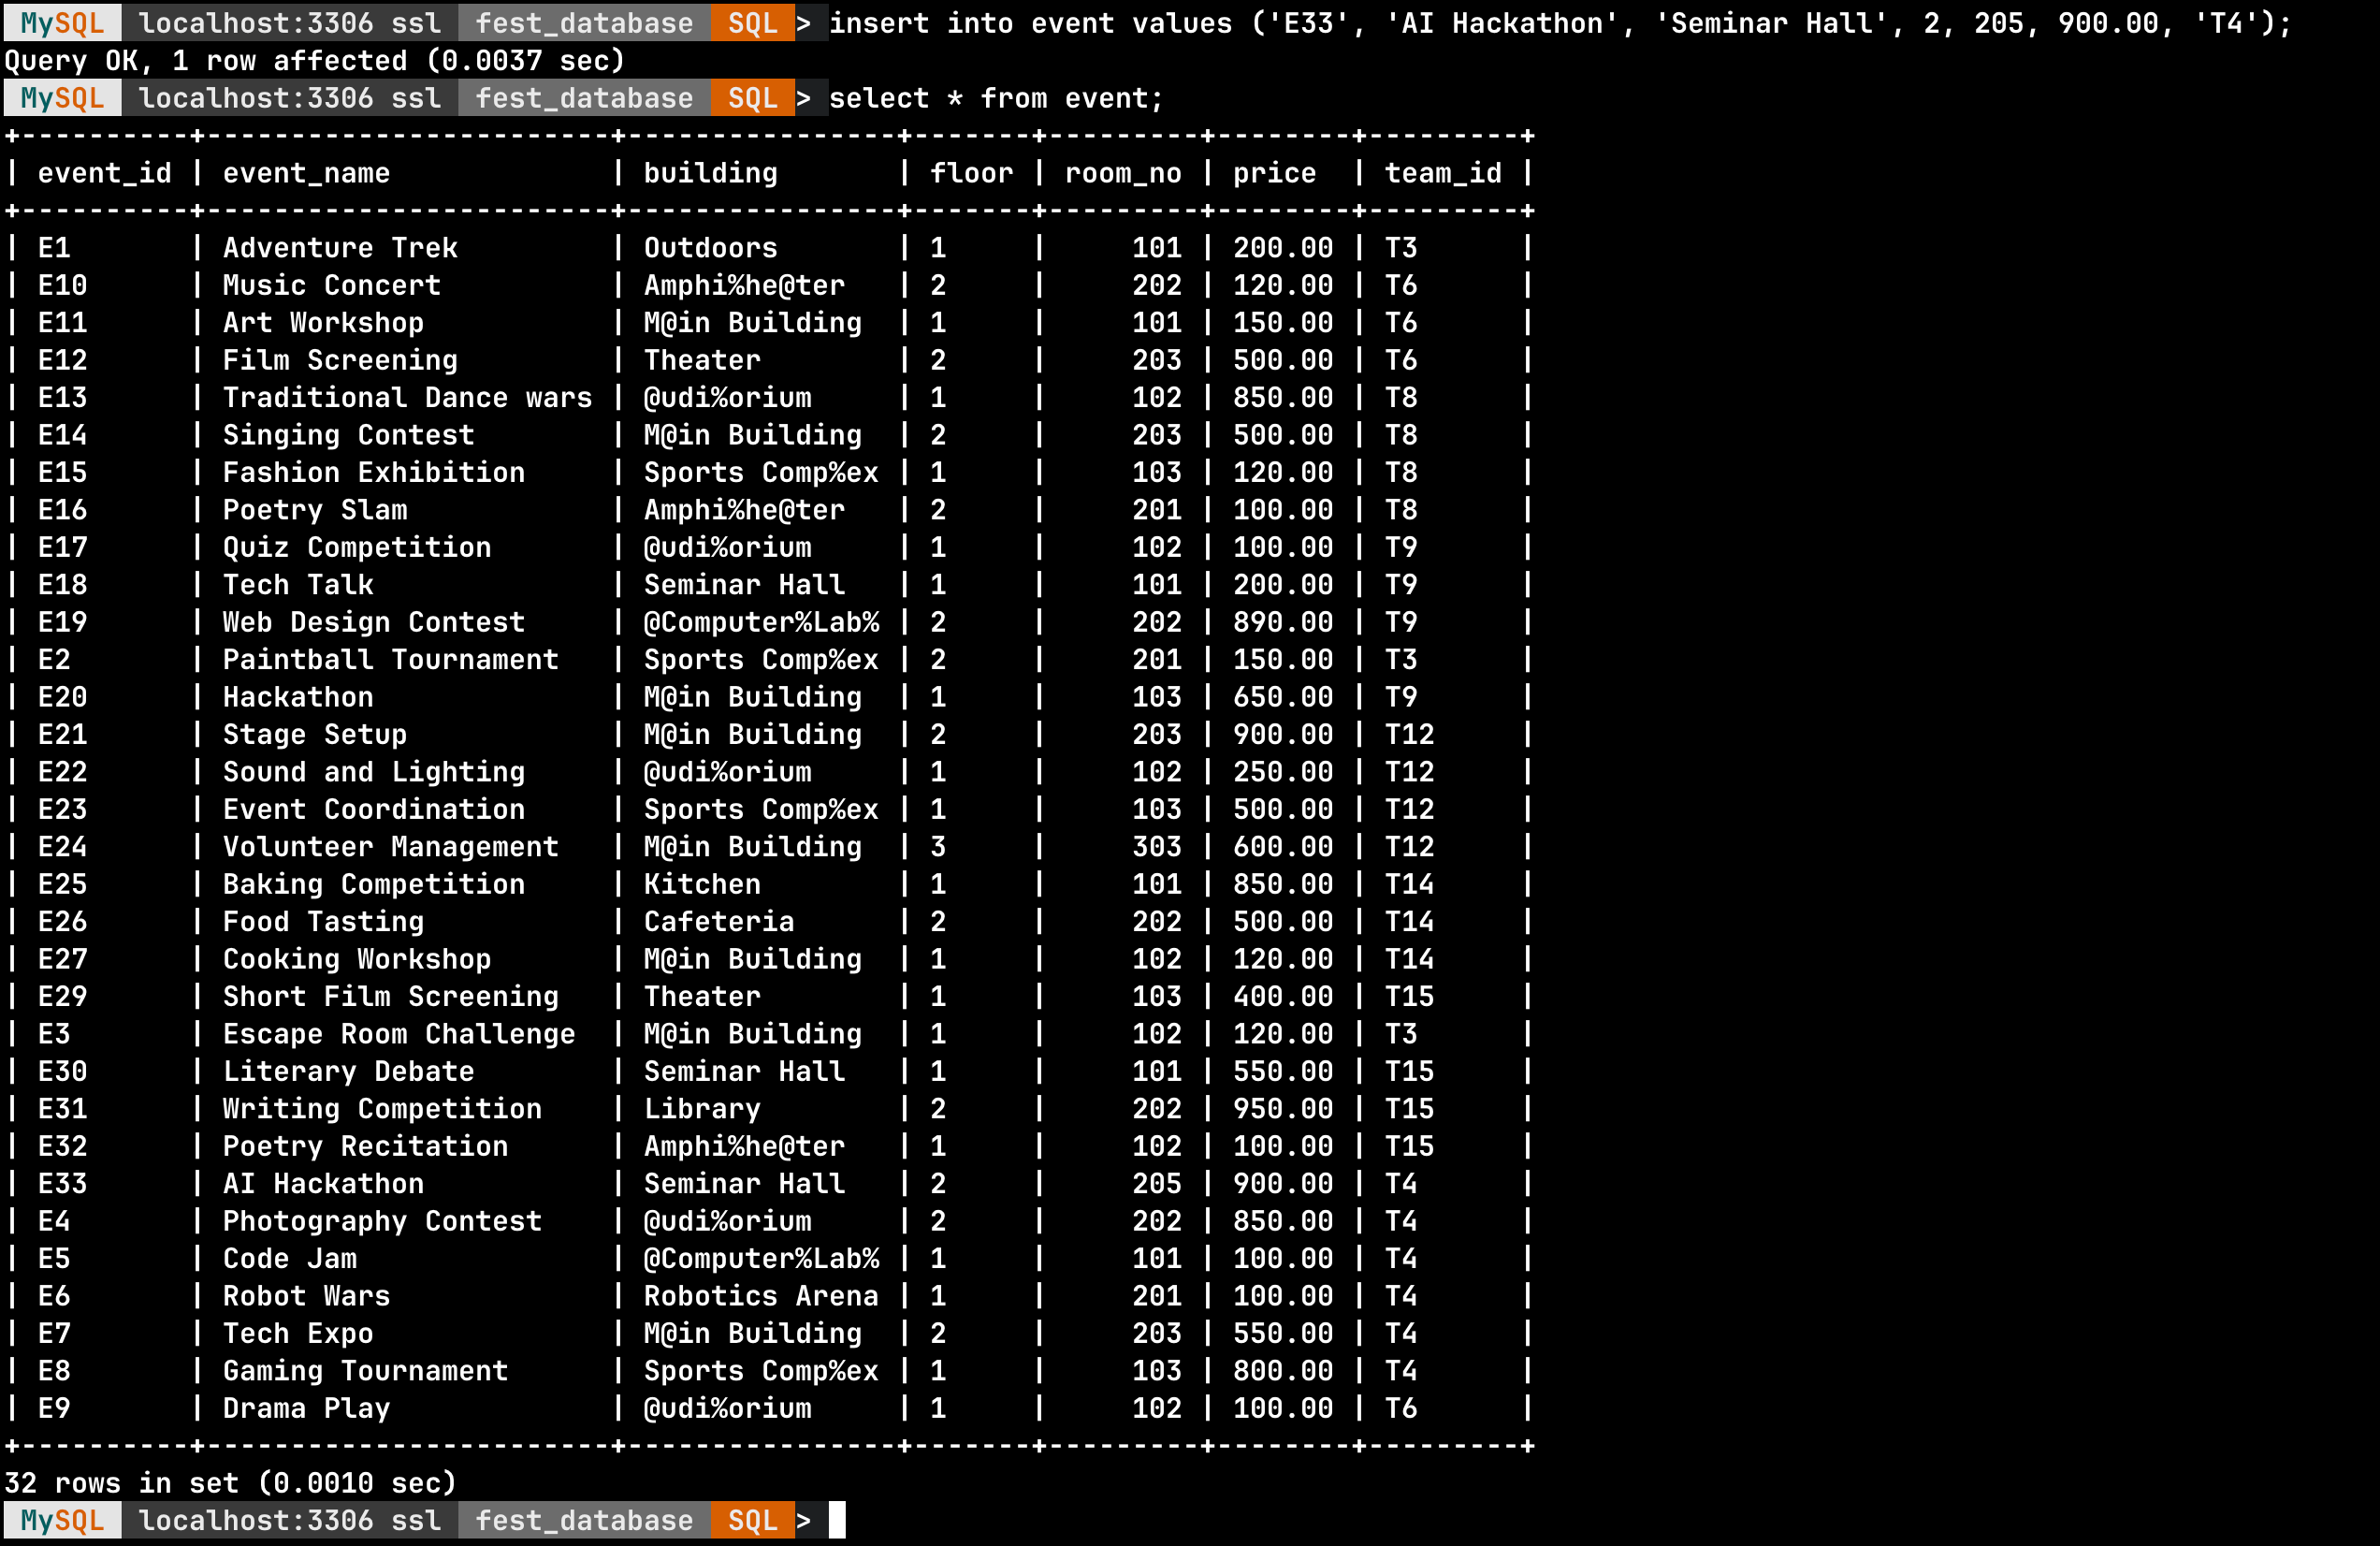 MySQL localhost:3306 ssl fest_database SQL > insert into event values ('E33', 'AI Hackathon', 'Seminar Hall', 2, 205, 900.00, 'T4');
Query OK, 1 row affected (0.0037 sec)
MySQL localhost:3306 ssl fest_database SQL > select * from event;
+----------+------------------------+----------------+-------+---------+--------+---------+
| event_id | event_name             | building       | floor | room_no | price  | team_id |
+----------+------------------------+----------------+-------+---------+--------+---------+
| E1       | Adventure Trek         | Outdoors       | 1     |     101 | 200.00 | T3      |
| E10      | Music Concert          | Amphi%he@ter   | 2     |     202 | 120.00 | T6      |
| E11      | Art Workshop           | M@in Building  | 1     |     101 | 150.00 | T6      |
| E12      | Film Screening         | Theater        | 2     |     203 | 500.00 | T6      |
| E13      | Traditional Dance wars | @udi%orium     | 1     |     102 | 850.00 | T8      |
| E14      | Singing Contest        | M@in Building  | 2     |     203 | 500.00 | T8      |
| E15      | Fashion Exhibition     | Sports Comp%ex | 1     |     103 | 120.00 | T8      |
| E16      | Poetry Slam            | Amphi%he@ter   | 2     |     201 | 100.00 | T8      |
| E17      | Quiz Competition       | @udi%orium     | 1     |     102 | 100.00 | T9      |
| E18      | Tech Talk              | Seminar Hall   | 1     |     101 | 200.00 | T9      |
| E19      | Web Design Contest     | @Computer%Lab% | 2     |     202 | 890.00 | T9      |
| E2       | Paintball Tournament   | Sports Comp%ex | 2     |     201 | 150.00 | T3      |
| E20      | Hackathon              | M@in Building  | 1     |     103 | 650.00 | T9      |
| E21      | Stage Setup            | M@in Building  | 2     |     203 | 900.00 | T12     |
| E22      | Sound and Lighting     | @udi%orium     | 1     |     102 | 250.00 | T12     |
| E23      | Event Coordination     | Sports Comp%ex | 1     |     103 | 500.00 | T12     |
| E24      | Volunteer Management   | M@in Building  | 3     |     303 | 600.00 | T12     |
| E25      | Baking Competition     | Kitchen        | 1     |     101 | 850.00 | T14     |
| E26      | Food Tasting           | Cafeteria      | 2     |     202 | 500.00 | T14     |
| E27      | Cooking Workshop       | M@in Building  | 1     |     102 | 120.00 | T14     |
| E29      | Short Film Screening   | Theater        | 1     |     103 | 400.00 | T15     |
| E3       | Escape Room Challenge  | M@in Building  | 1     |     102 | 120.00 | T3      |
| E30      | Literary Debate        | Seminar Hall   | 1     |     101 | 550.00 | T15     |
| E31      | Writing Competition    | Library        | 2     |     202 | 950.00 | T15     |
| E32      | Poetry Recitation      | Amphi%he@ter   | 1     |     102 | 100.00 | T15     |
| E33      | AI Hackathon           | Seminar Hall   | 2     |     205 | 900.00 | T4      |
| E4       | Photography Contest    | @udi%orium     | 2     |     202 | 850.00 | T4      |
| E5       | Code Jam               | @Computer%Lab% | 1     |     101 | 100.00 | T4      |
| E6       | Robot Wars             | Robotics Arena | 1     |     201 | 100.00 | T4      |
| E7       | Tech Expo              | M@in Building  | 2     |     203 | 550.00 | T4      |
| E8       | Gaming Tournament      | Sports Comp%ex | 1     |     103 | 800.00 | T4      |
| E9       | Drama Play             | @udi%orium     | 1     |     102 | 100.00 | T6      |
+----------+------------------------+----------------+-------+---------+--------+---------+
32 rows in set (0.0010 sec)
MySQL localhost:3306 ssl fest_database SQL >